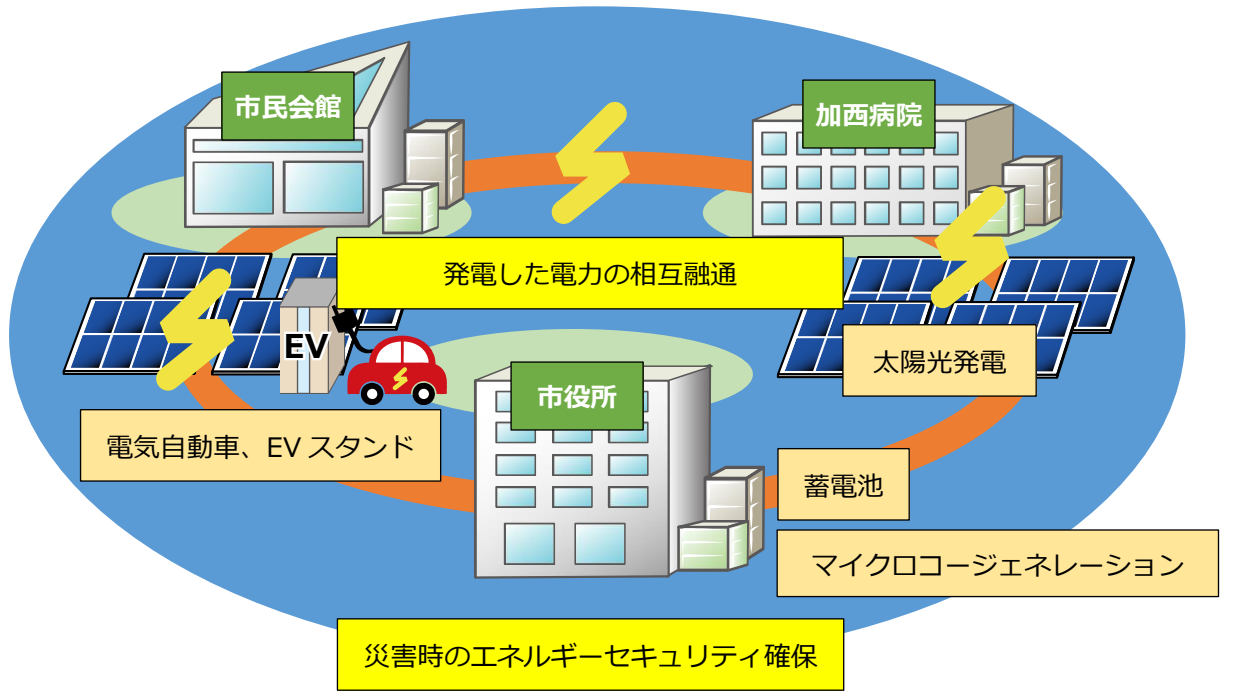 市民会館
加西病院
発電した電力の相互融通
EV
太陽光発電
市役所
電気自動車、EV スタンド
蓄電池
マイクロコージェネレーション
災害時のエネルギーセキュリティ確保